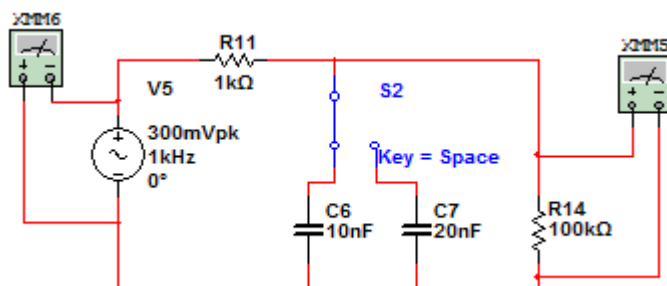 XMM6
R11
XMM5
1kΩ
V5
S2
300mVpk
1kHz
0°
Key = Space
C6
10nF
C7
20nF
R14
100kΩ